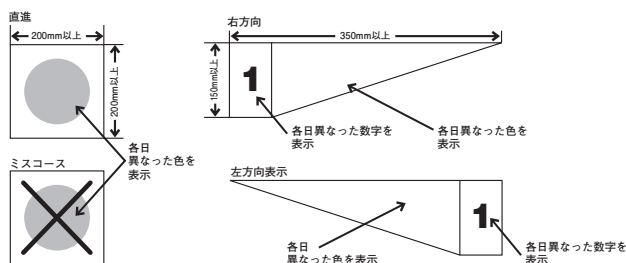 直進
200mm以上
200mm以上
各日
異なった色を
表示
ミスコース
右方向
350mm以上
150mm以上
1
各日異なった数字を
表示
各日異なった色を
表示
左方向表示
1
各日
異なった色を表示
各日異なった数字を
表示